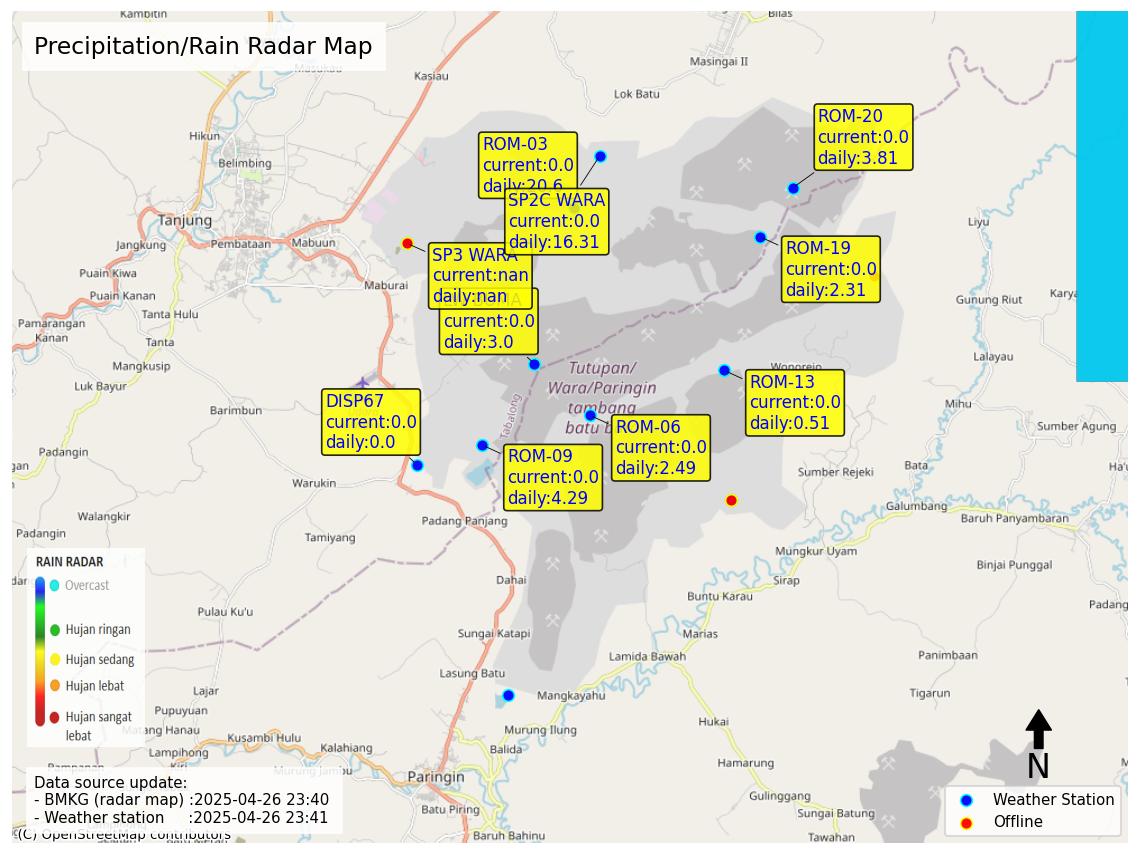 Kambitin
Bilas
Precipitation/Rain Radar Map
Masingai II
Kasiau
Lok Batu
Hikun
Belimbing
ROM-20
current:0.0
daily:3.81
ROM-03
current:0.0
daily:20.6
SP2C WARA
current:0.0
daily:16.31
Tanjung
Jangkung
Pembataan
Mabuun
Liyu
ROM-19
current:0.0
daily:2.31
SP3 WARA
current:nan
daily:nan
Puain Kiwa
Maburai
Puain Kanan
Tanta Hulu
Gunung Riut
Karya
current:0.0
daily:3.0
Pamarangan
Kanan
Tanta
Lalayau
Mangkusip
Wonorejo
Tutupan/
Wara/Paringin
tambang
batu b
Luk Bayur
ROM-13
current:0.0
daily:0.51
DISP67
current:0.0
daily:0.0
Barimbun
Tabalong
Mihu
ROM-06
current:0.0
daily:2.49
Sumber Agung
gan
Padangin
ROM-09
current:0.0
daily:4.29
Bata
Ha'u
Sumber Rejeki
Warukin
Galumbang
Walangkir
Padang Panjang
Baruh Panyambaran
Padangin
Tamiyang
Mungkur Uyam
Binjai Punggal
RAIN RADAR
Overcast
Hujan ringan
Hujan sedang
Hujan lebat
Hujan sangat
lebat
Dahai
Sirap
Pulau Ku'u
Buntu Karau
Padang
Sungai Katapi
Marias
Lamida Bawah
Panimbaan
Lasung Batu
Lajar
Mangkayahu
Tigarun
Pupuyuan
Matang Hanau
Hukai
Murung Ilung
Kusambi Hulu
Kalahiang
Balida
Lampihong
Hamarung
N
Murung Jambu
Paringin
Data source update:
- BMKG (radar map) :2025-04-26 23:40
- Weather station :2025-04-26 23:41
Gulinggang
Weather Station
Offline
Batu Piring
Sungai Batung
Baruh Bahinu
Tawahan
(C) OpenStreetMap contributors